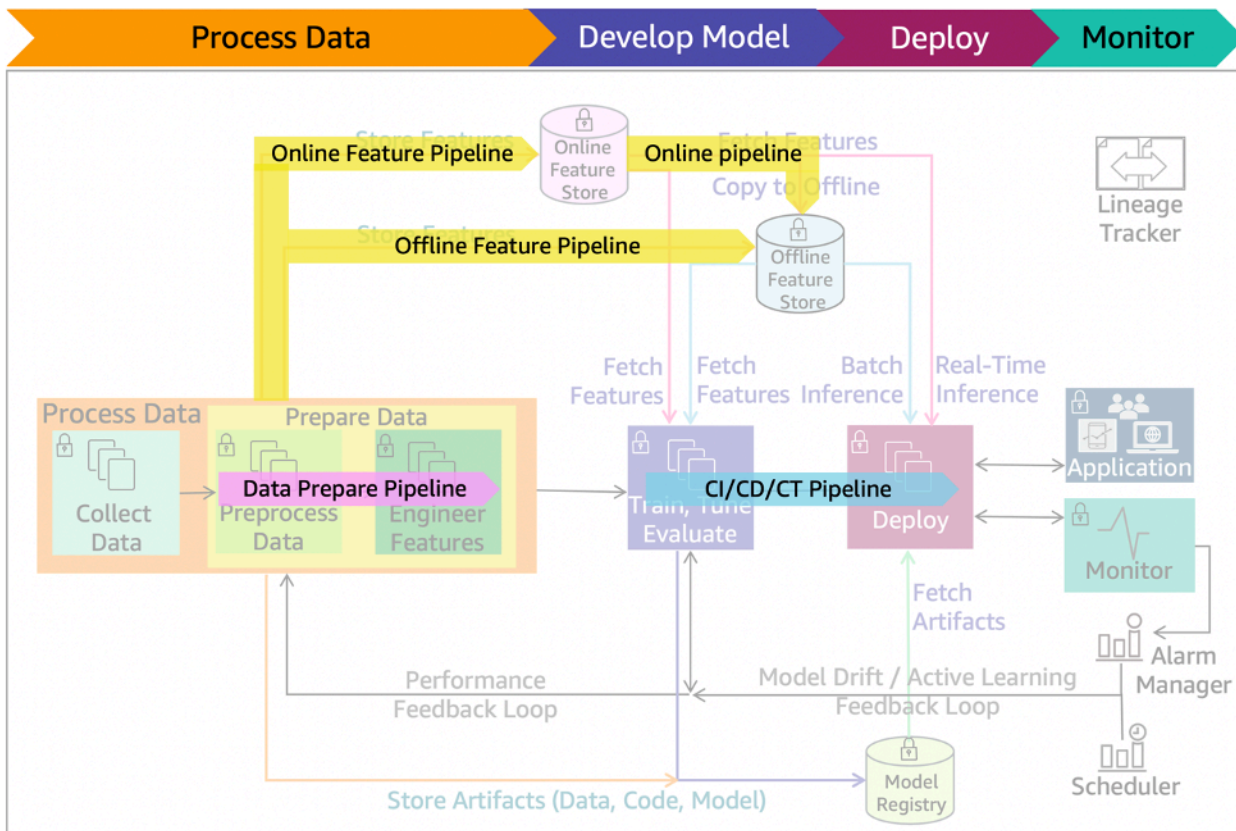 Process Data
Develop Model
Deploy
Monitor
Store Features
Online Feature Pipeline
Online
Feature
Store
Fetch Features
Online pipeline
Copy to Offline
Lineage
Tracker
Store Features
Offline Feature Pipeline
Offline
Feature
Store
Fetch
Features
Fetch
Features
Batch
Inference
Real-Time
Inference
Process Data
Prepare Data
Collect
Data
Data Prepare Pipeline
Preprocess
Data
Engineer
Features
CI/CD/CT Pipeline
Train, Tune
Evaluate
Deploy
Application
Monitor
Fetch
Artifacts
Alarm
Manager
Performance
Feedback Loop
Model Drift / Active Learning
Feedback Loop
Scheduler
Store Artifacts (Data, Code, Model)
Model
Registry